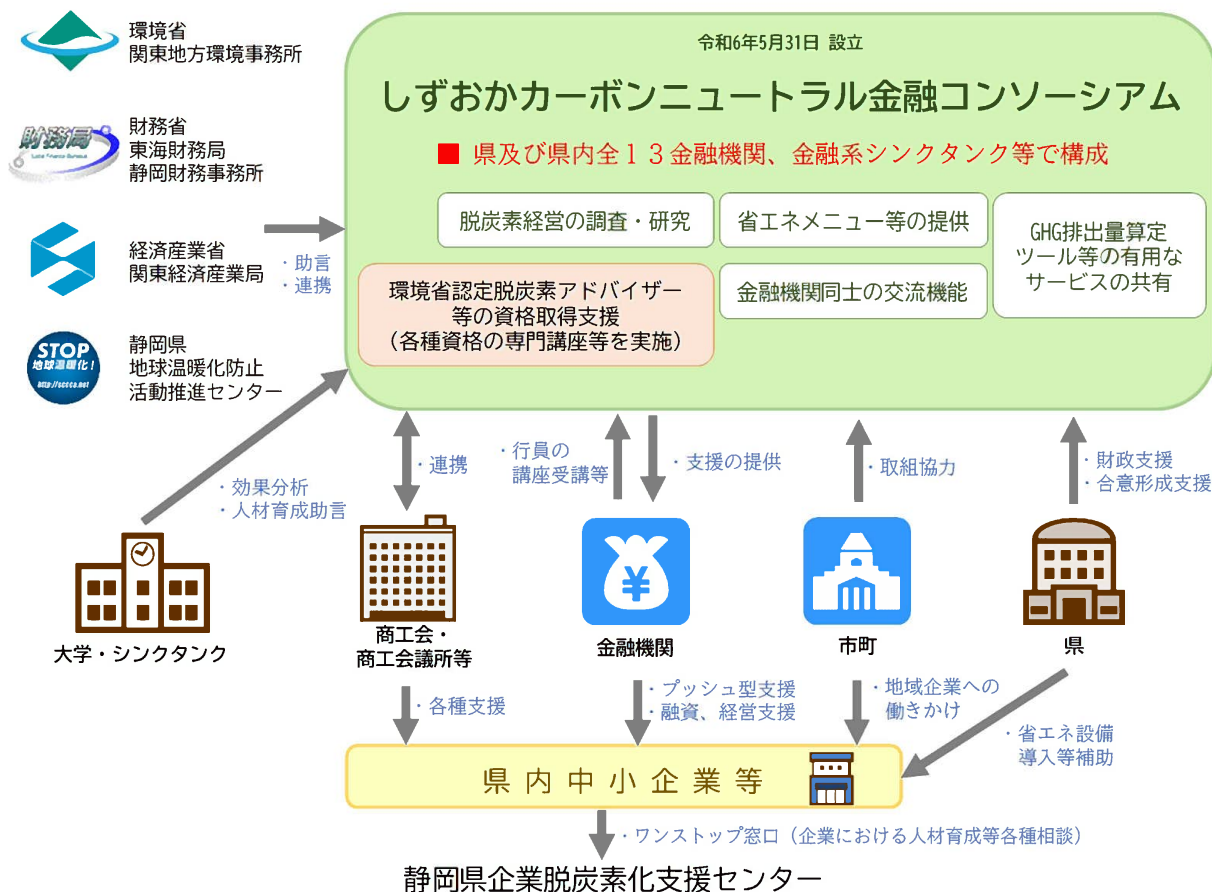 環境省
関東地方環境事務所
財務局
Local Finance Bureaus
財務省
東海財務局
静岡財務事務所
経済産業省
関東経済産業局
STOP
地球温暖化!
http://sccca.net
静岡県
地球温暖化防止
活動推進センター
・助言
・連携
令和6年5月31日 設立
しずおかカーボンニュートラル金融コンソーシアム
■ 県及び県内全13金融機関、金融系シンクタンク等で構成
脱炭素経営の調査・研究
省エネメニュー等の提供
GHG排出量算定
ツール等の有用な
サービスの共有
環境省認定脱炭素アドバイザー
等の資格取得支援
(各種資格の専門講座等を実施)
金融機関同士の交流機能
・効果分析
・人材育成助言
・連携
・行員の
講座受講等
・支援の提供
・取組協力
・財政支援
・合意形成支援
大学・シンクタンク
商工会・
商工会議所等
¥
金融機関
市町
県
・各種支援
・プッシュ型支援
・融資、経営支援
・地域企業への
働きかけ
・省エネ設備
導入等補助
県内中小企業等
・ワンストップ窓口(企業における人材育成等各種相談)
静岡県企業脱炭素化支援センター